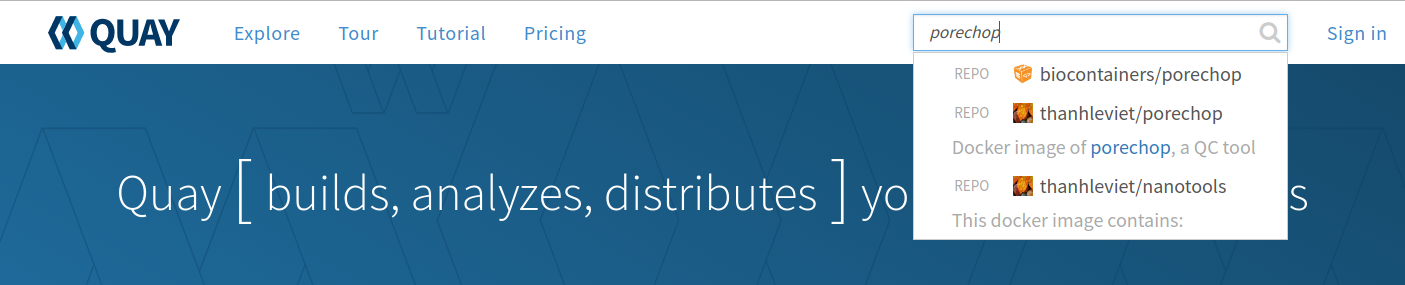 QUAY Explore Tour Tutorial Pricing porechop Sign in
REPO biocontainers/porechop
REPO thanhleviet/porechop
Docker image of porechop, a QC tool
REPO thanhleviet/nanotools
This docker image contains:
Quay [ builds, analyzes, distributes ] yo s